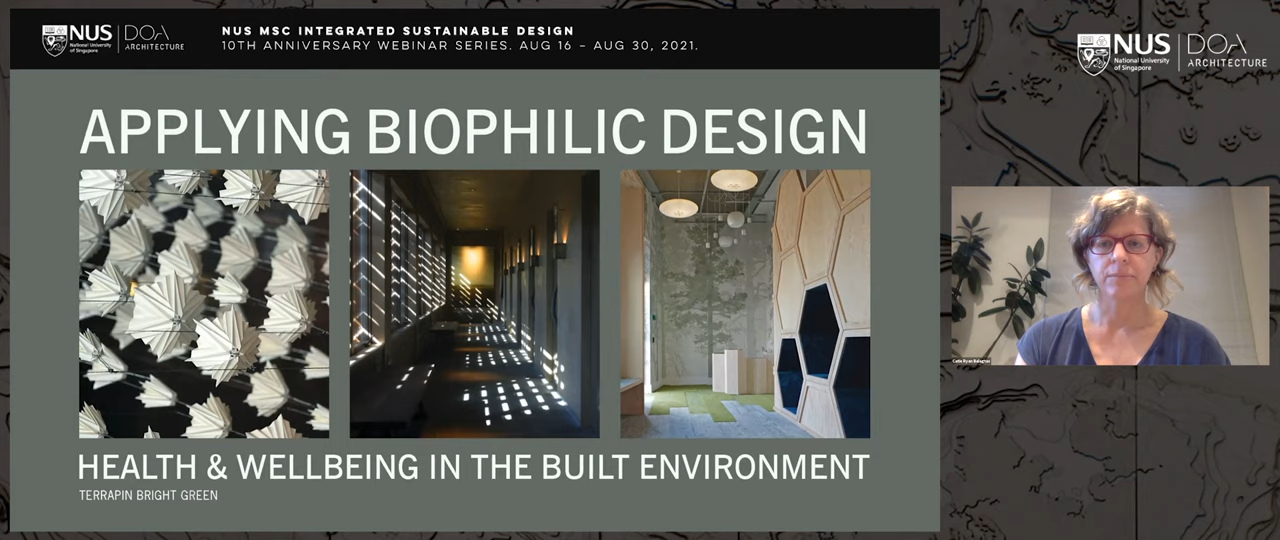 NUS
National University
of Singapore
DOA
ARCHITECTURE
NUS MSC INTEGRATED SUSTAINABLE DESIGN
10TH ANNIVERSARY WEBINAR SERIES. AUG 16 – AUG 30, 2021.
NUS
National University
of Singapore
DOA
ARCHITECTURE
APPLYING BIOPHILIC DESIGN
HEALTH & WELLBEING IN THE BUILT ENVIRONMENT
TERRAPIN BRIGHT GREEN